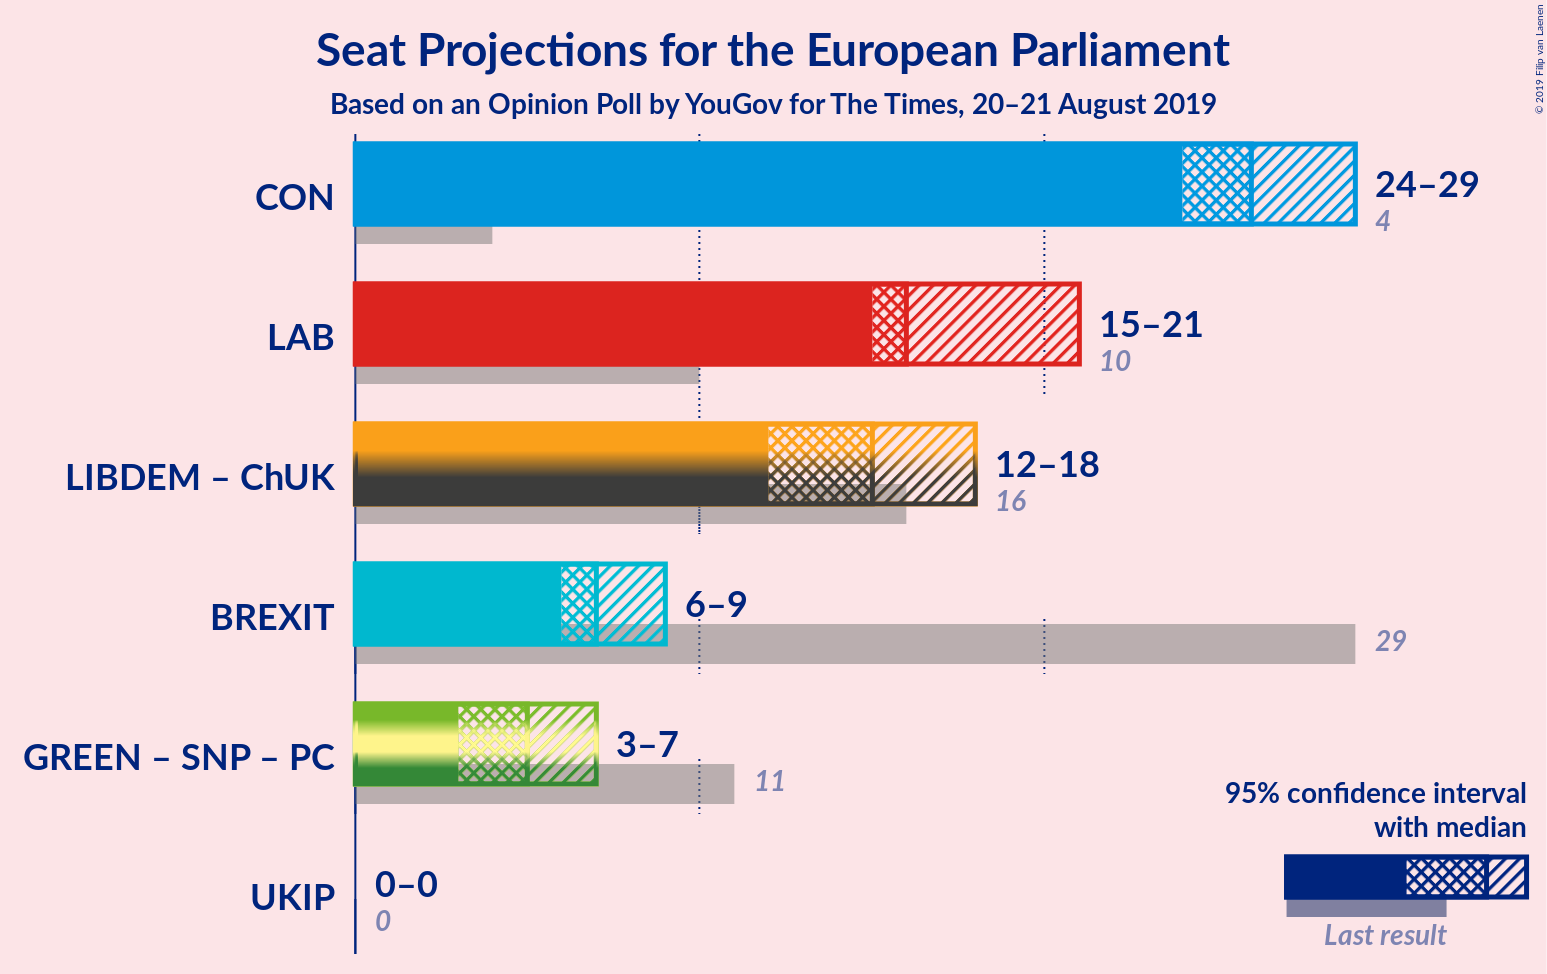 Seat Projections for the European Parliament
Based on an Opinion Poll by YouGov for The Times, 20–21 August 2019
© 2019 Filip van Laenen
CON
24–29
4
LAB
15–21
10
LIBDEM – ChUK
12–18
16
BREXIT
6–9
29
GREEN – SNP – PC
3–7
11
UKIP
0–0
0
95% confidence interval
with median
Last result